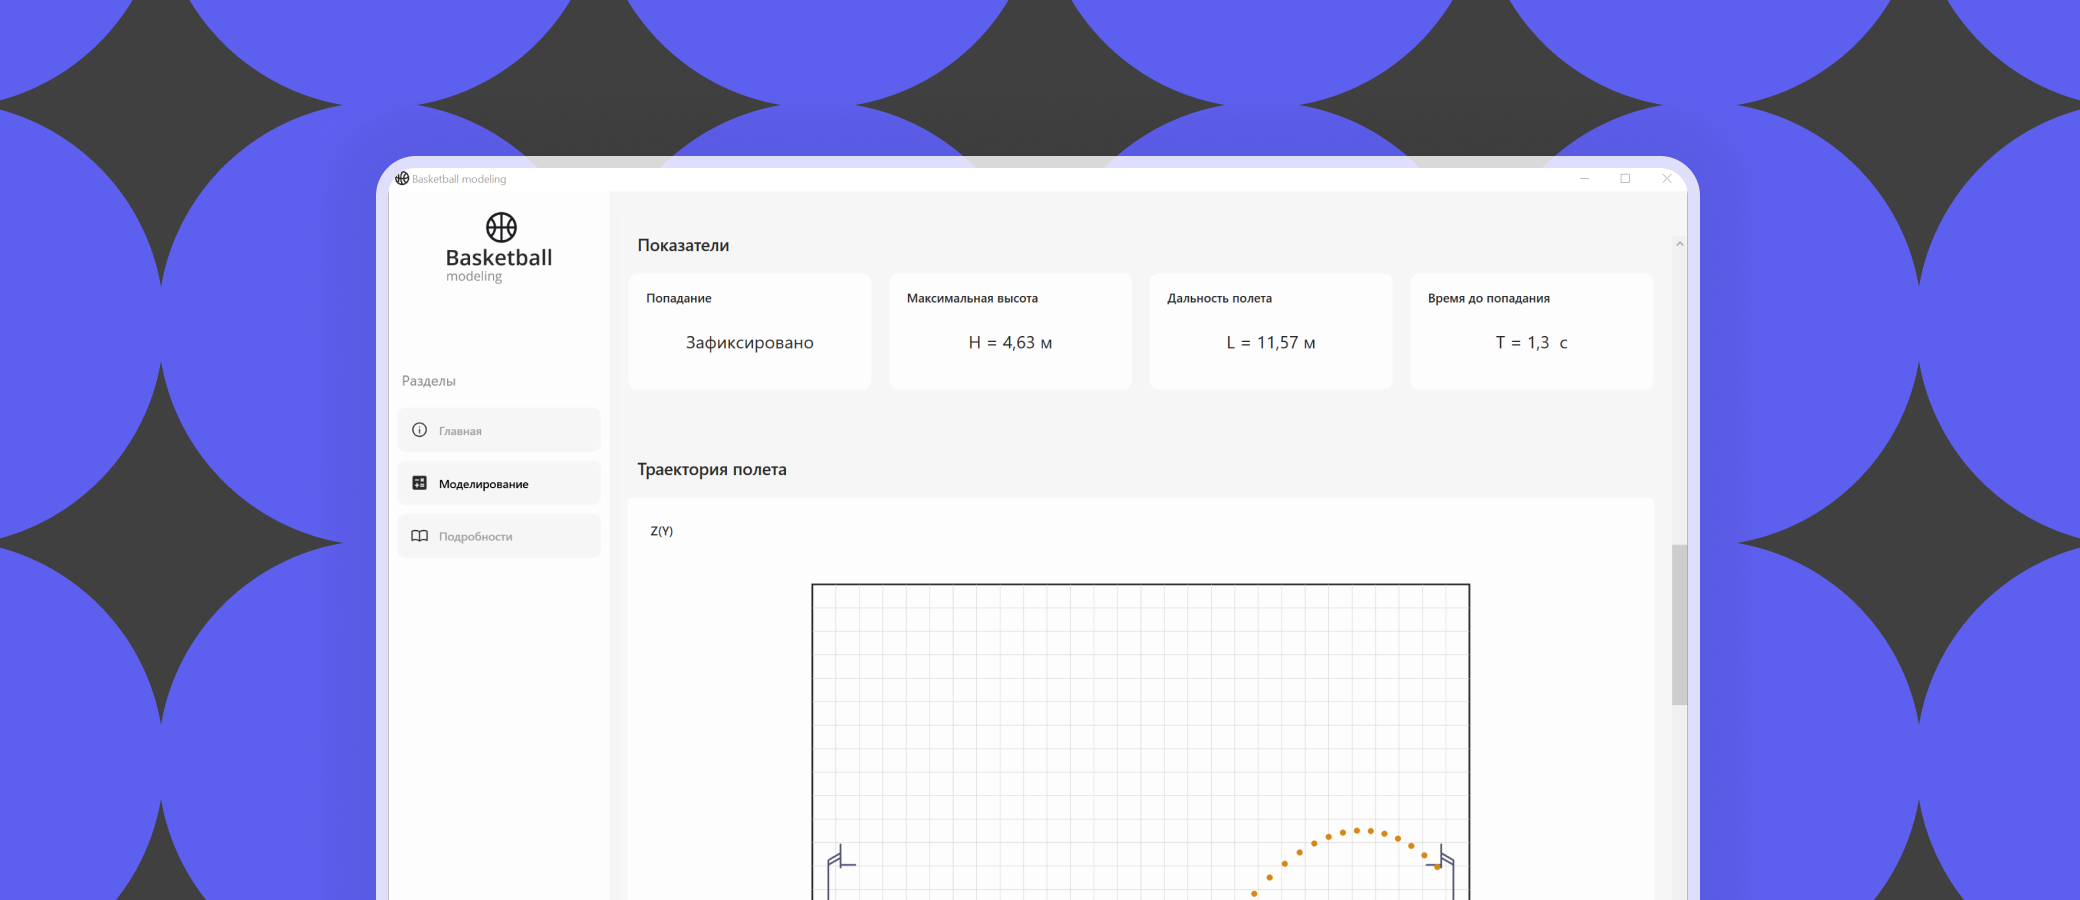 Basketball modeling
Basketball
modeling
Разделы
Главная
Моделирование
Подробности
Показатели
Попадание
Зафиксировано
Максимальная высота
H = 4,63 м
Дальность полета
L = 11,57 м
Время до попадания
T = 1,3 с
Траектория полета
Z(Y)